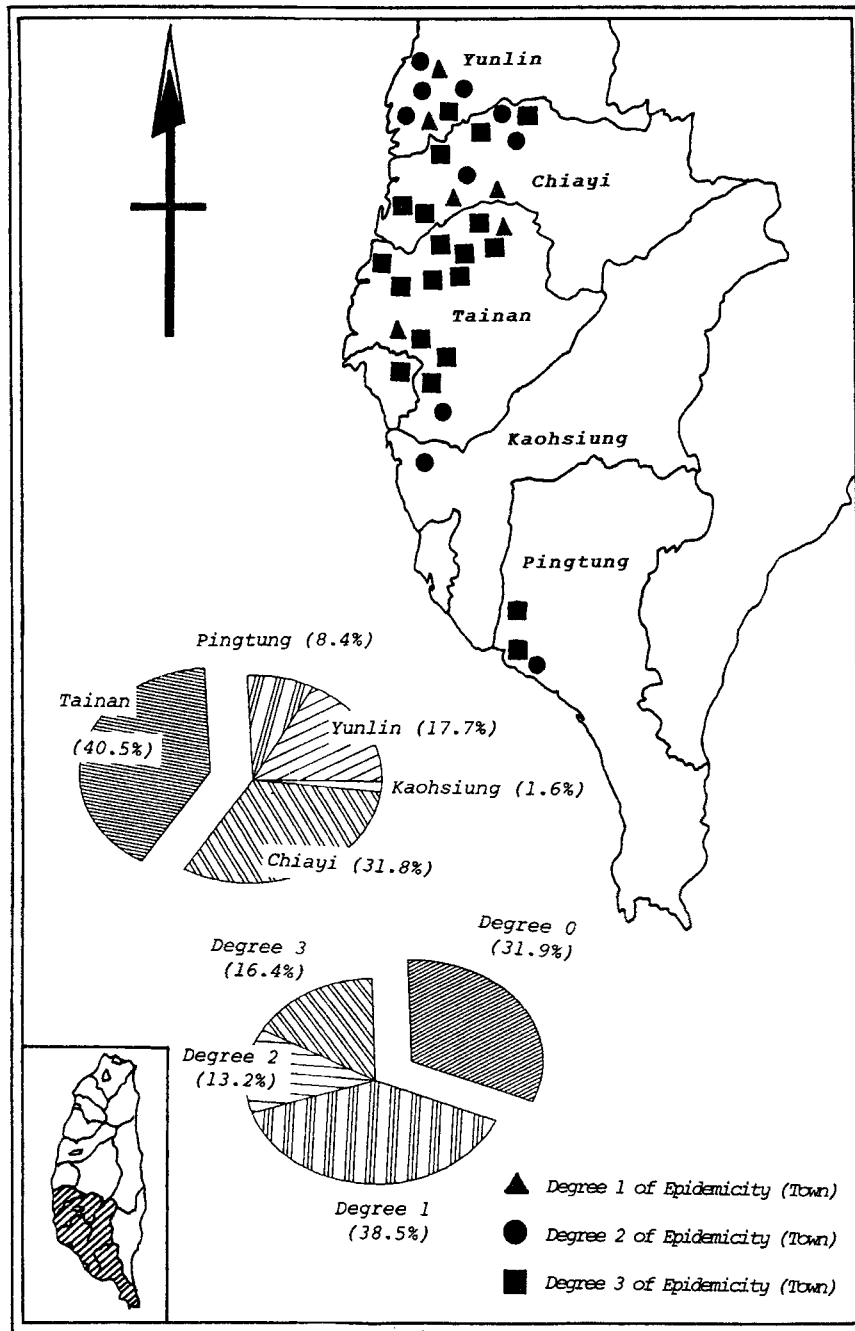 Yunlin
Chiayi
Tainan
Kaohsiung
Pingtung
Pingtung (8.4%)
Tainan
(40.5%)
Yunlin (17.7%)
Kaohsiung (1.6%)
Chiayi (31.8%)
Degree 0
(31.9%)
Degree 3
(16.4%)
Degree 2
(13.2%)
Degree 1
(38.5%)
Degree 1 of Epidemicity (Town)
Degree 2 of Epidemicity (Town)
Degree 3 of Epidemicity (Town)